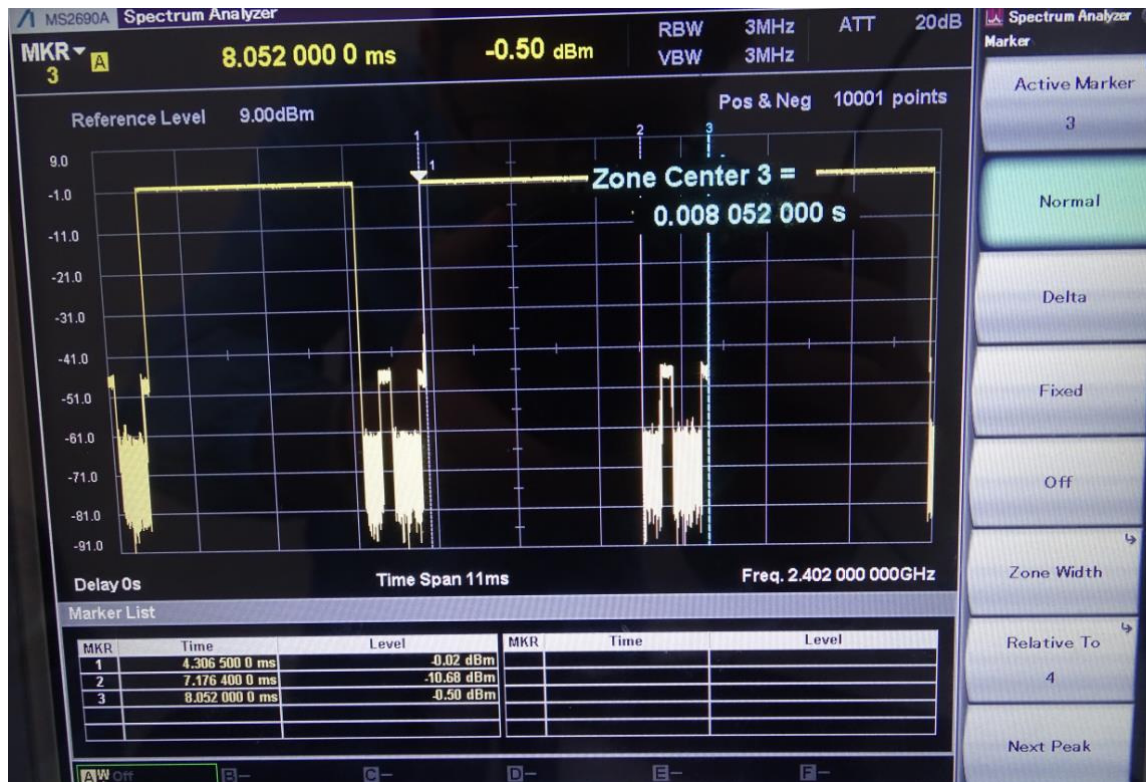 MS2690A Spectrum Analyzer
MKR 3 A 8.052 000 0 ms -0.50 dBm
RBW 3MHz ATT 20dB
VBW 3MHz
Reference Level 9.00dBm Pos & Neg 10001 points
1 2 3
1
9.0
-1.0
-11.0
-21.0
-31.0
-41.0
-51.0
-61.0
-71.0
-81.0
-91.0
Zone Center 3 =
0.008 052 000 s
Delay 0s Time Span 11ms Freq. 2.402 000 000GHz
Marker List
MKR Time Level MKR Time Level
1 4.306 500 0 ms -0.02 dBm
2 7.176 400 0 ms -10.68 dBm
3 8.052 000 0 ms -0.50 dBm
A W Off B- C- D- E- F-
Spectrum Analyzer
Marker
Active Marker
3
Normal
Delta
Fixed
Off
Zone Width
Relative To
4
Next Peak